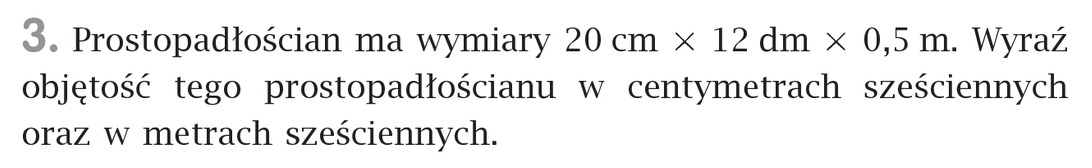 3. Prostopadłościan ma wymiary 20 cm × 12 dm × 0,5 m. Wyraź
objętość tego prostopadłościanu w centymetrach sześciennych
oraz w metrach sześciennych.